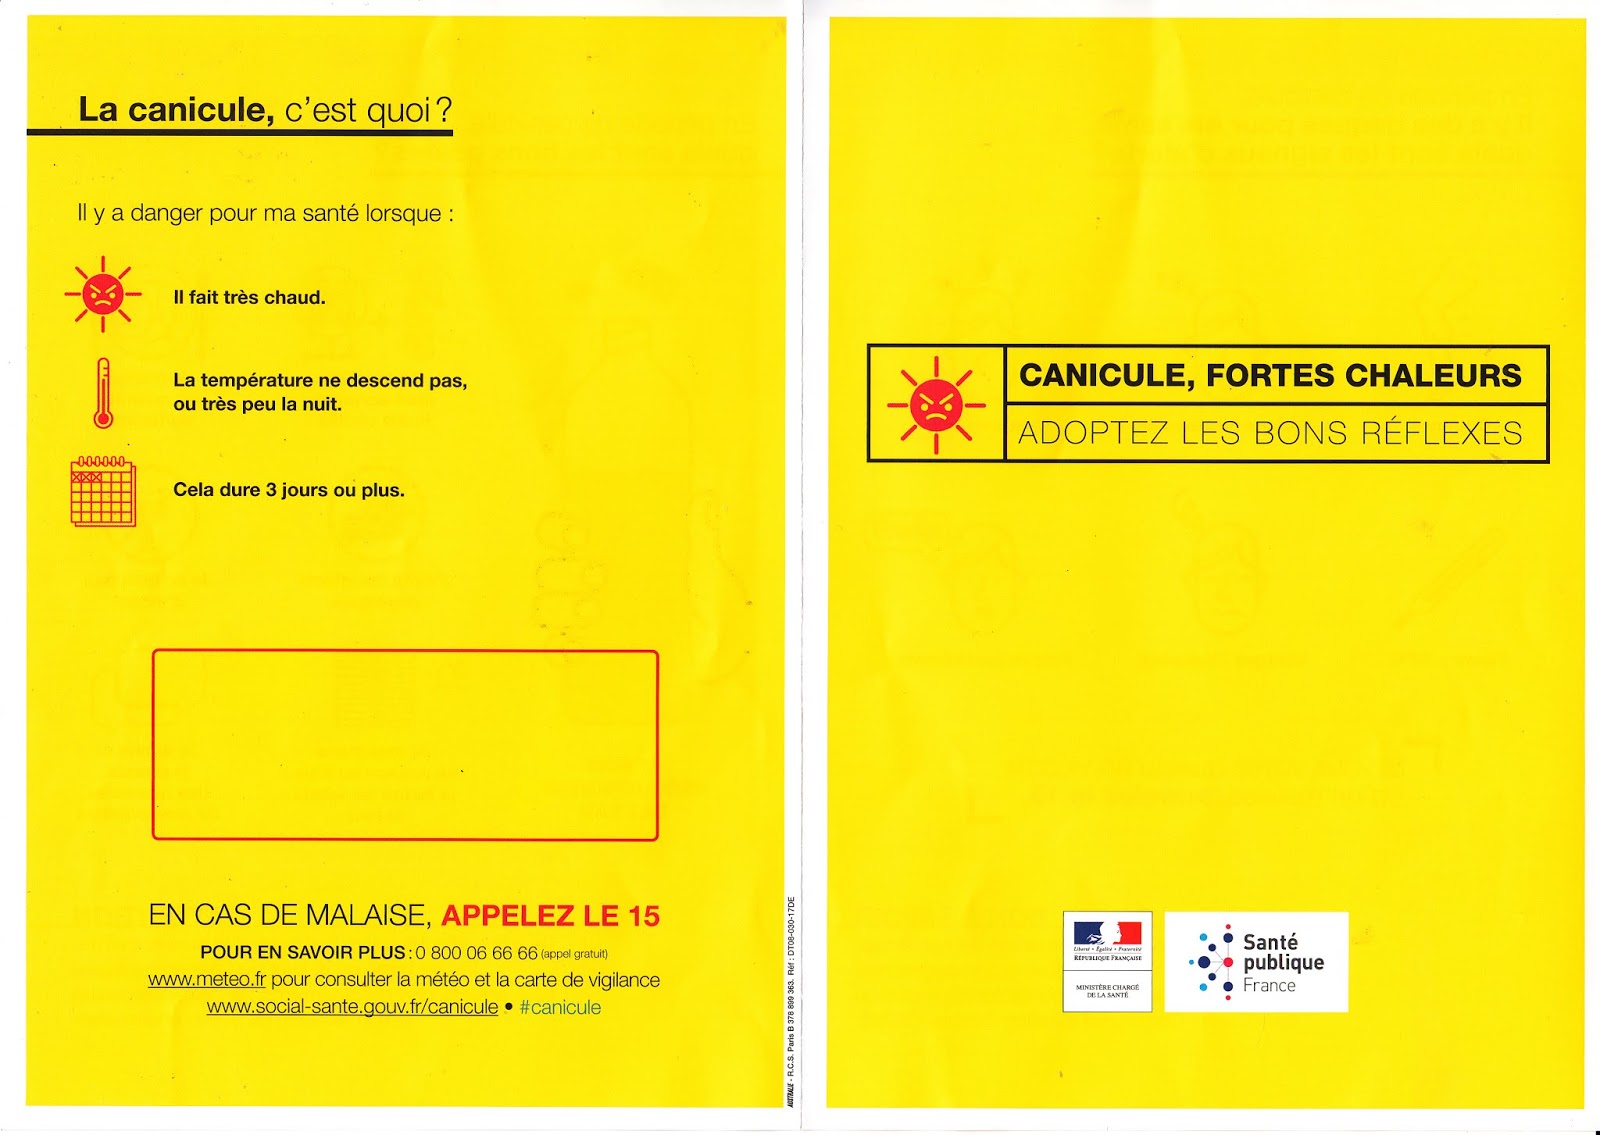 La canicule, c'est quoi ?
Il y a danger pour ma santé lorsque :
Il fait très chaud.
La température ne descend pas,
ou très peu la nuit.
Cela dure 3 jours ou plus.
EN CAS DE MALAISE, APPELEZ LE 15
POUR EN SAVOIR PLUS : 0 800 06 66 66 (appel gratuit)
www.meteo.fr pour consulter la météo et la carte de vigilance
www.social-sante.gouv.fr/canicule • #canicule
AUSTRALIE - R.C.S. Paris B 378 899 363. Réf : DT08-030-17DE
CANICULE, FORTES CHALEURS
ADOPTEZ LES BONS RÉFLEXES
Liberté • Égalité • Fraternité
RÉPUBLIQUE FRANÇAISE
MINISTÈRE CHARGÉ
DE LA SANTÉ
Santé
publique
France